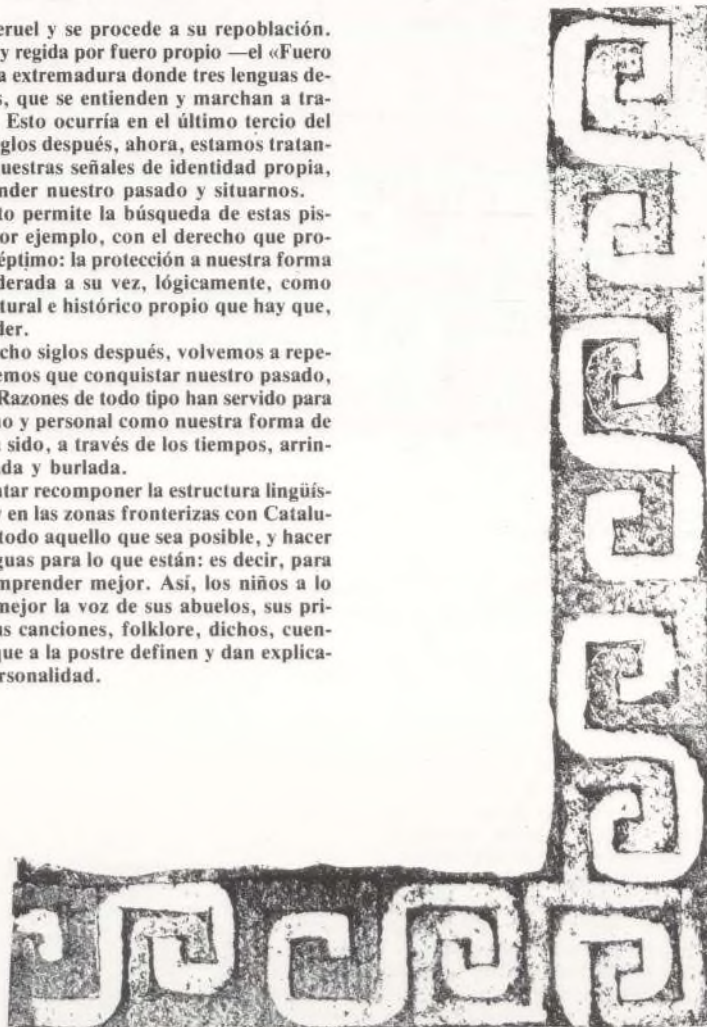 eruel y se procede a su repoblación.
y regida por fuero propio —el «Fuero
a extremadura donde tres lenguas de-
s, que se entienden y marchan a tra-
Esto ocurría en el último tercio del
glos después, ahora, estamos tratan-
uestras señales de identidad propia,
nder nuestro pasado y situarnos.
to permite la búsqueda de estas pis-
or ejemplo, con el derecho que pro-
éptimo: la protección a nuestra forma
derada a su vez, lógicamente, como
tural e histórico propio que hay que,
der.
cho siglos después, volvemos a repe-
emos que conquistar nuestro pasado,
Razones de todo tipo han servido para
no y personal como nuestra forma de
a sido, a través de los tiempos, arrin-
da y burlada.
ntar recomponer la estructura lingüís-
y en las zonas fronterizas con Catalu-
todo aquello que sea posible, y hacer
guas para lo que están: es decir, para
mprender mejor. Así, los niños a lo
mejor la voz de sus abuelos, sus pri-
us canciones, folklore, dichos, cuen-
que a la postre definen y dan explica-
ersonalidad.